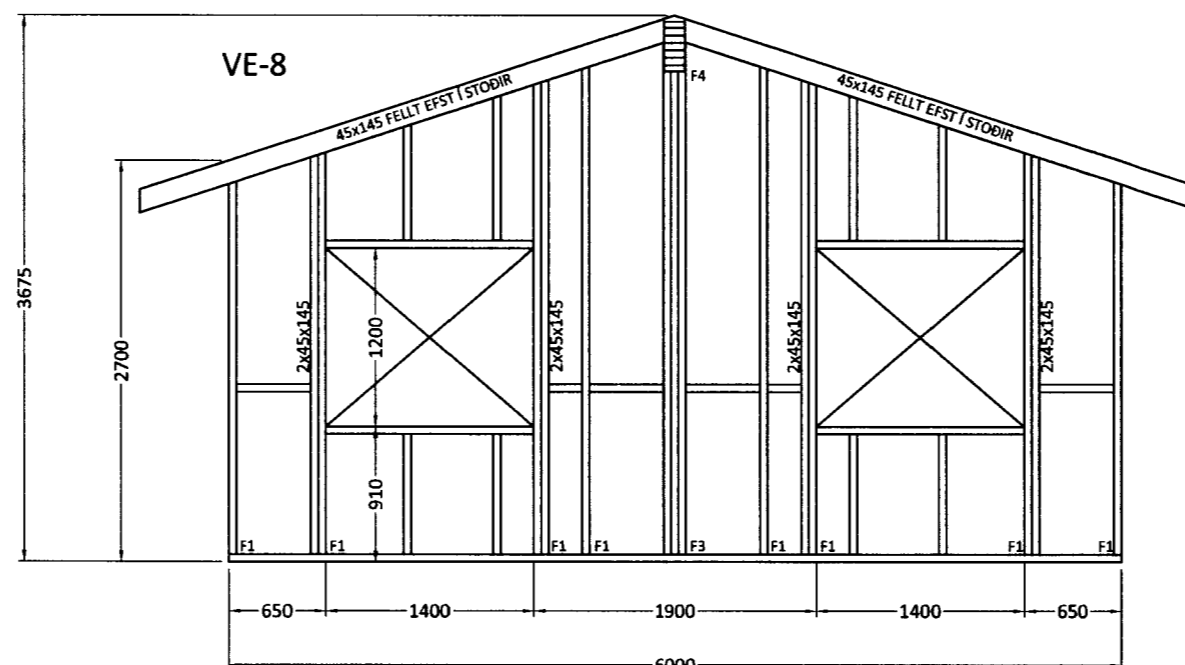 VE-8
F4
45x145 FELLT EFST Í STOÐIR
45x145 FELLT EFST Í STOÐIR
3675
2700
2x45x145
1200
2x45x145
2x45x145
2x45x145
910
F1
F1
F1
F1
F3
F1
F1
F1
F1
650
1400
1900
1400
650
6000